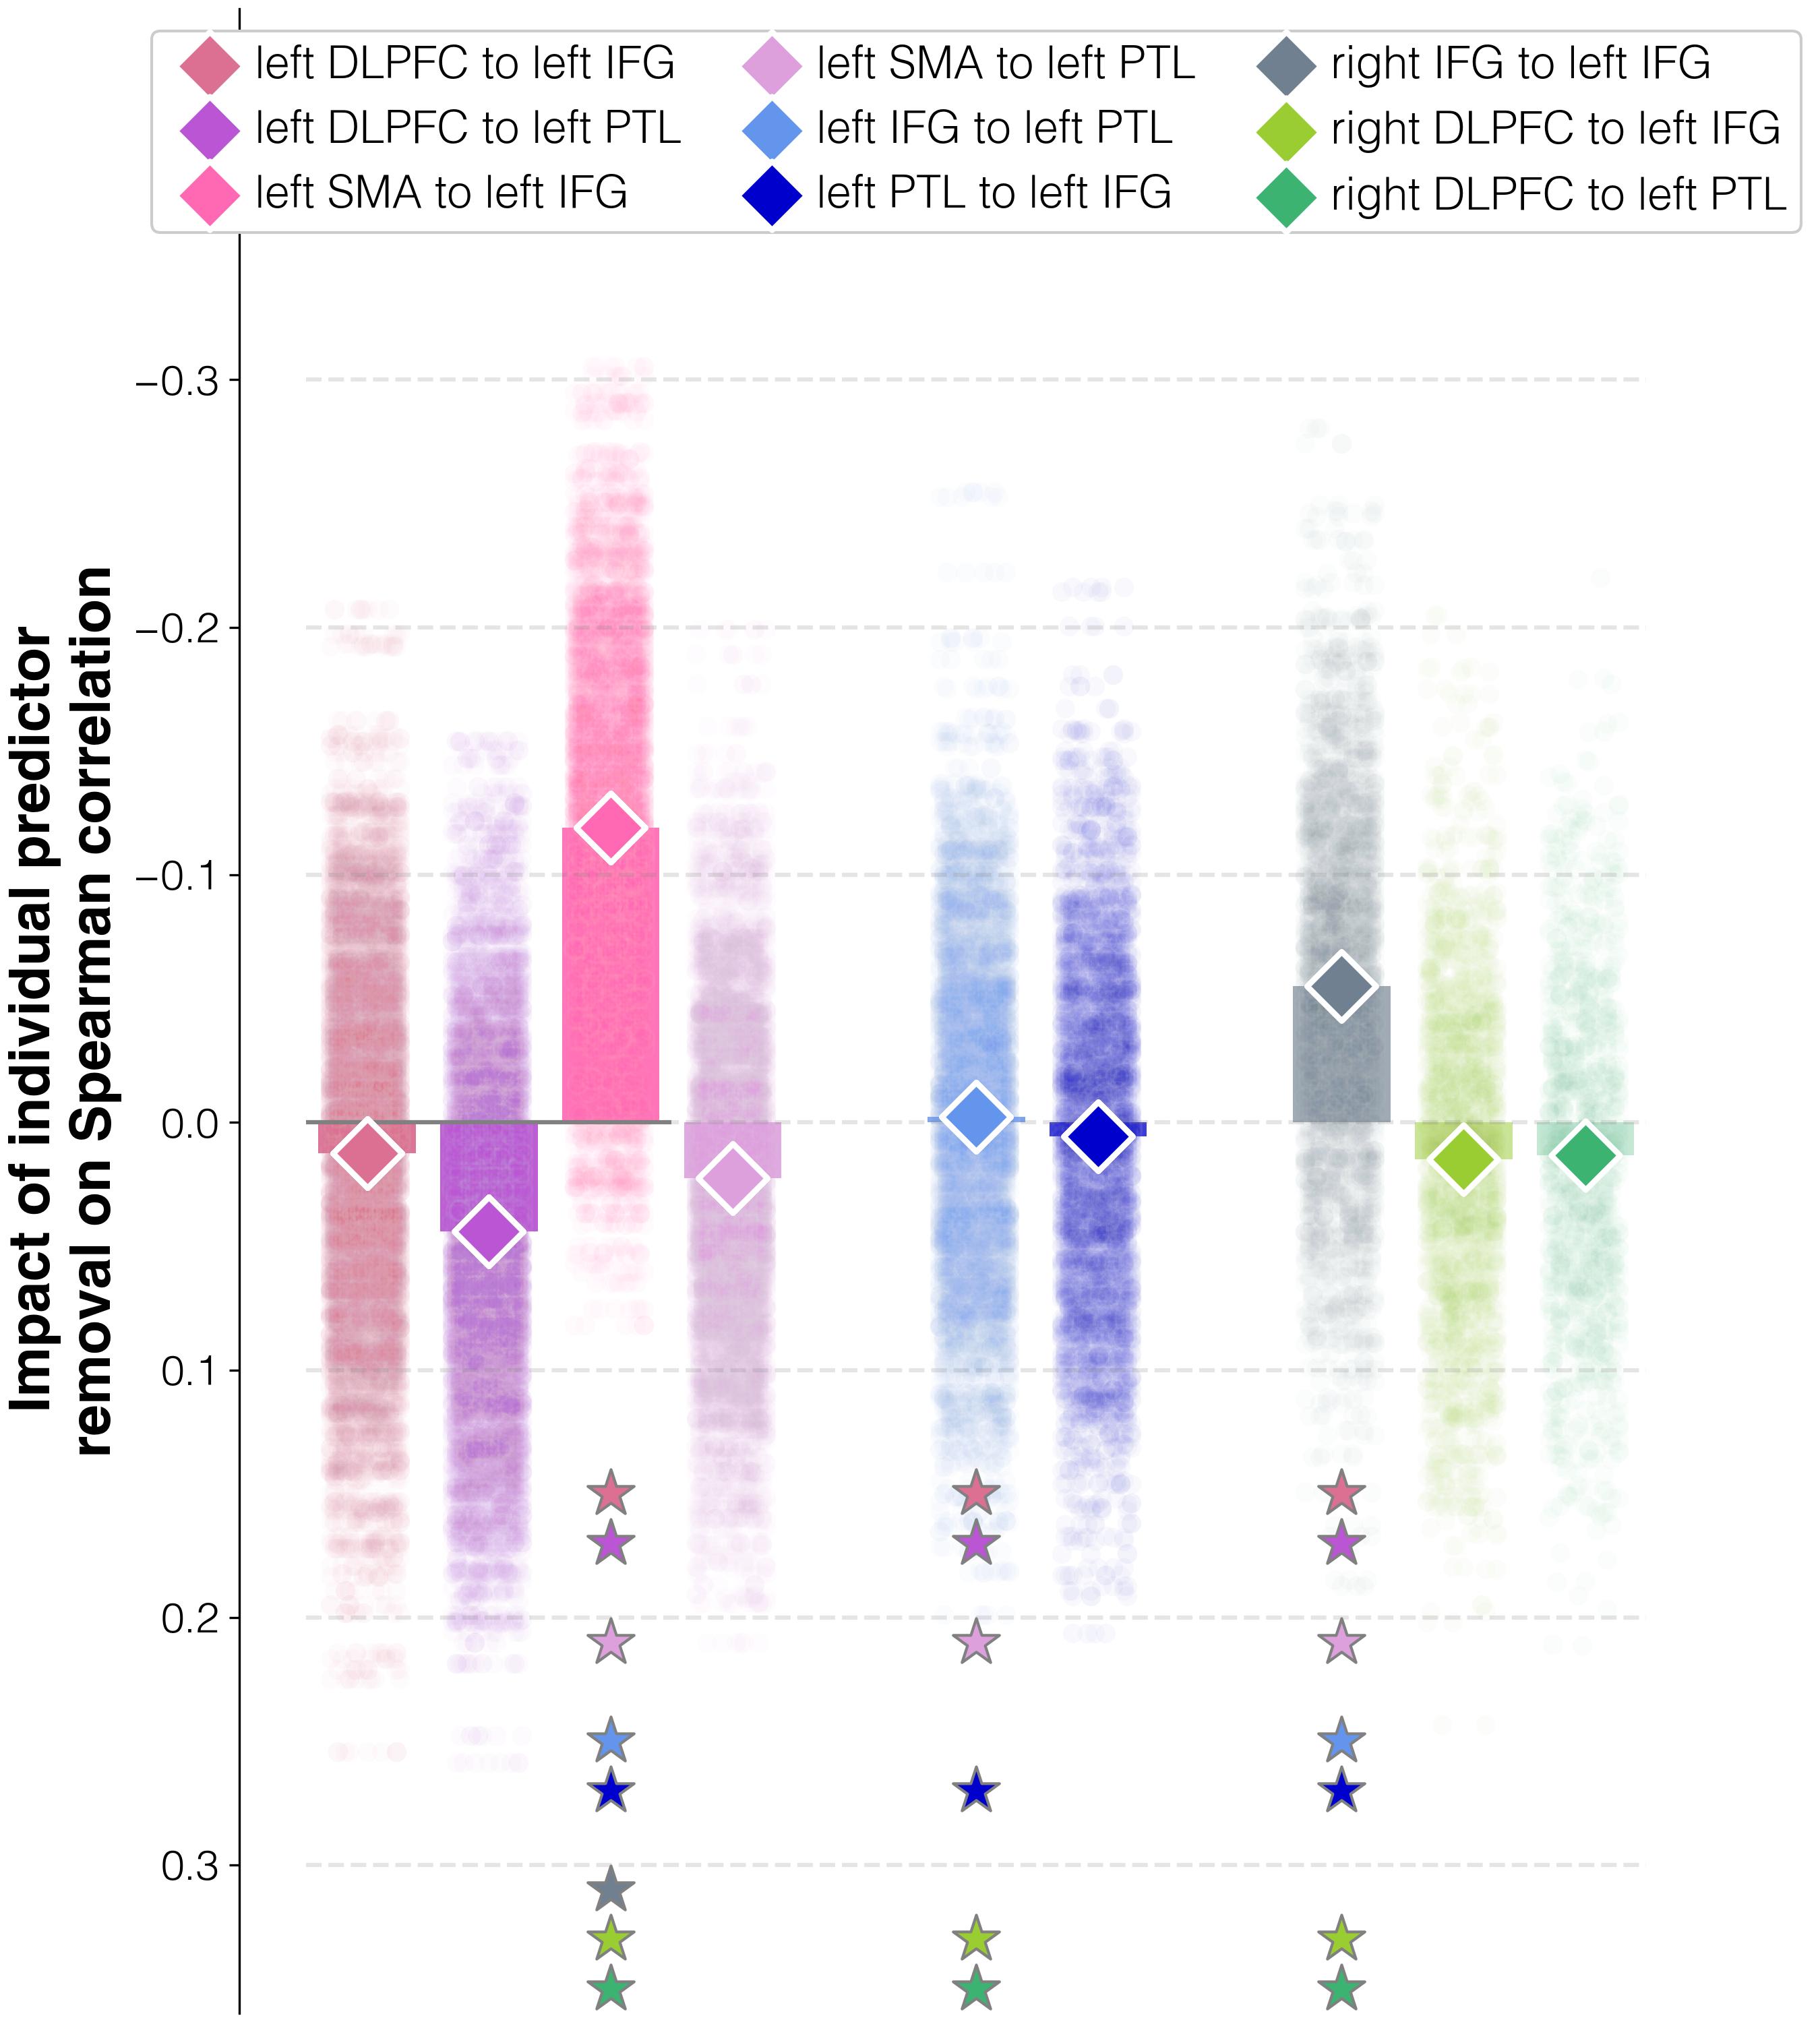 left DLPFC to left IFG
left DLPFC to left PTL
left SMA to left IFG
left SMA to left PTL
left IFG to left PTL
left PTL to left IFG
right IFG to left IFG
right DLPFC to left IFG
right DLPFC to left PTL
Impact of individual predictor
removal on Spearman correlation
−0.3
−0.2
−0.1
0.0
0.1
0.2
0.3